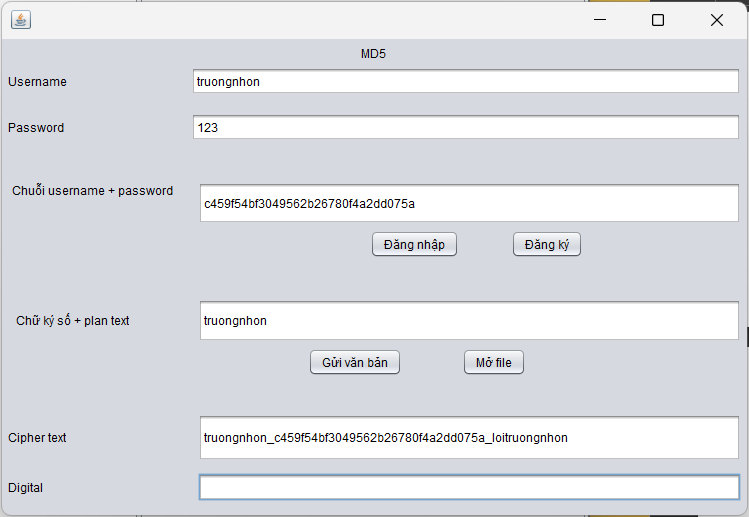 MD5
Username truongnhon
Password 123
Chuỗi username + password c459f54bf3049562b26780f4a2dd075a
Đăng nhập Đăng ký
Chữ ký số + plan text truongnhon
Gửi văn bản Mở file
Cipher text truongnhon_c459f54bf3049562b26780f4a2dd075a_loitruongnhon
Digital